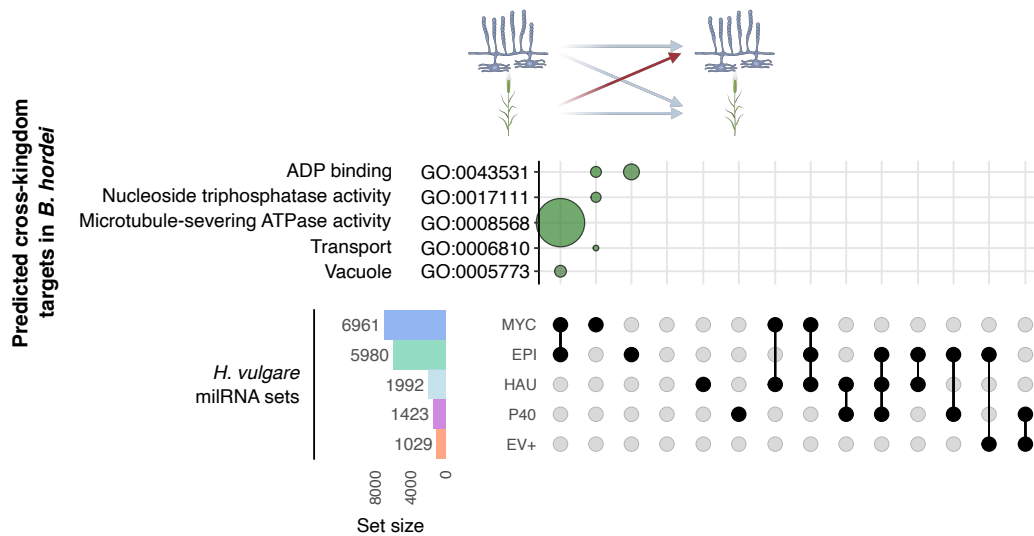 Predicted cross-kingdom
targets in B. hordei
ADP binding GO:0043531
Nucleoside triphosphatase activity GO:0017111
Microtubule-severing ATPase activity GO:0008568
Transport GO:0006810
Vacuole GO:0005773
H. vulgare
milRNA sets
6961 MYC
5980 EPI
1992 HAU
1423 P40
1029 EV+
8000 4000 0
Set size